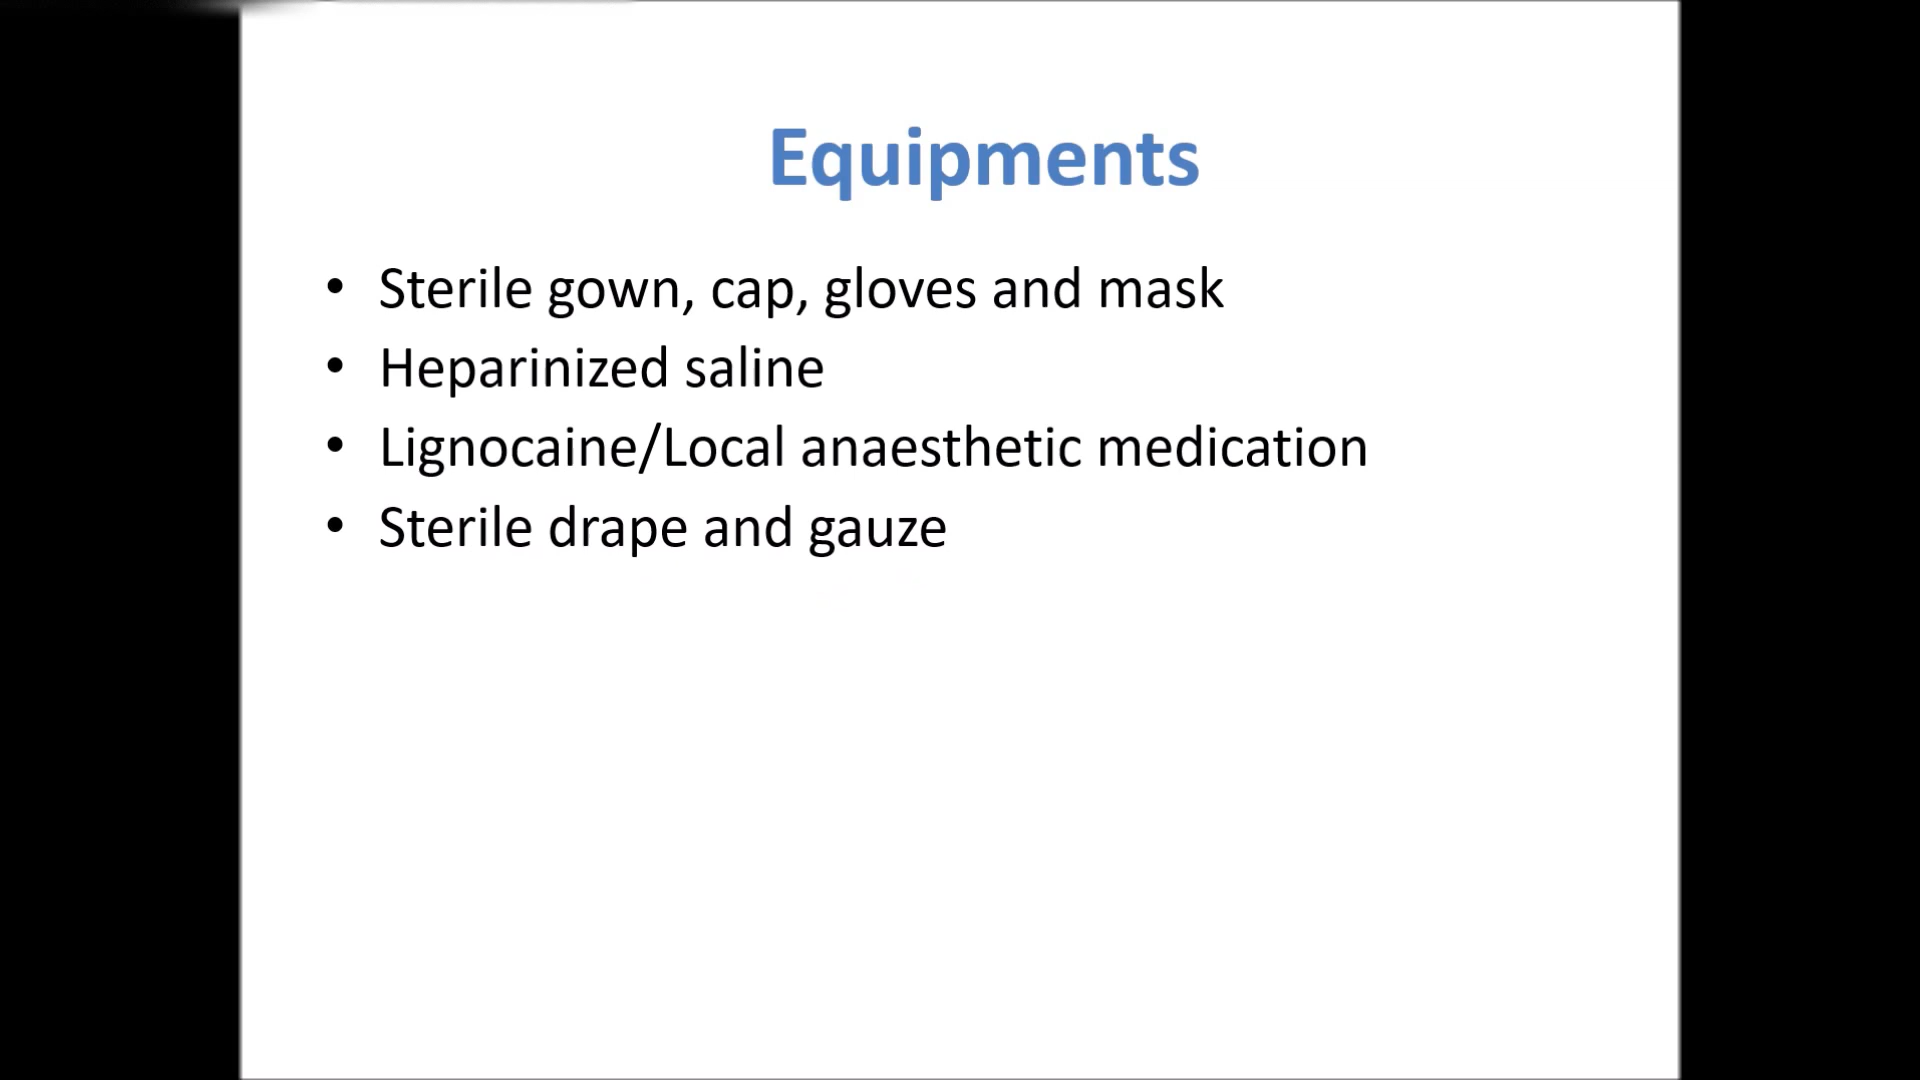 Equipments
• Sterile gown, cap, gloves and mask
• Heparinized saline
• Lignocaine/Local anaesthetic medication
• Sterile drape and gauze